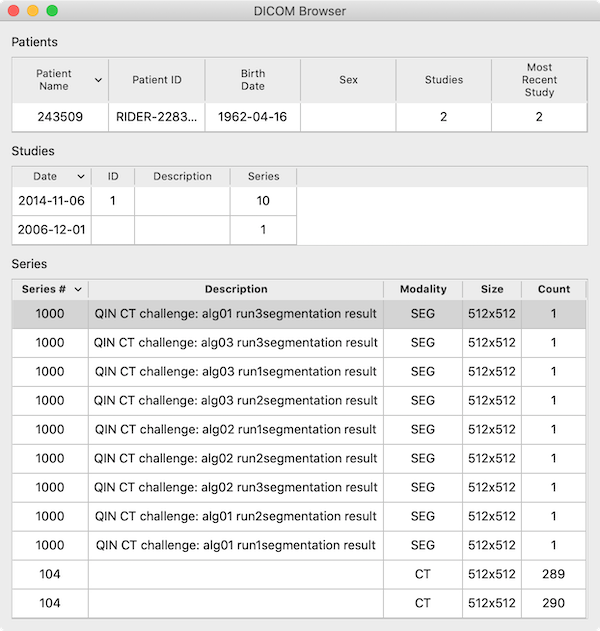 DICOM Browser
Patients
Patient Name Patient ID Birth Date Sex Studies Most Recent Study
243509 RIDER-2283... 1962-04-16 2 2
Studies
Date ID Description Series
2014-11-06 1 10
2006-12-01 1
Series
Series # Description Modality Size Count
1000 QIN CT challenge: alg01 run3segmentation result SEG 512x512 1
1000 QIN CT challenge: alg03 run3segmentation result SEG 512x512 1
1000 QIN CT challenge: alg03 run1segmentation result SEG 512x512 1
1000 QIN CT challenge: alg03 run2segmentation result SEG 512x512 1
1000 QIN CT challenge: alg02 run1segmentation result SEG 512x512 1
1000 QIN CT challenge: alg02 run2segmentation result SEG 512x512 1
1000 QIN CT challenge: alg02 run3segmentation result SEG 512x512 1
1000 QIN CT challenge: alg01 run2segmentation result SEG 512x512 1
1000 QIN CT challenge: alg01 run1segmentation result SEG 512x512 1
104 CT 512x512 289
104 CT 512x512 290